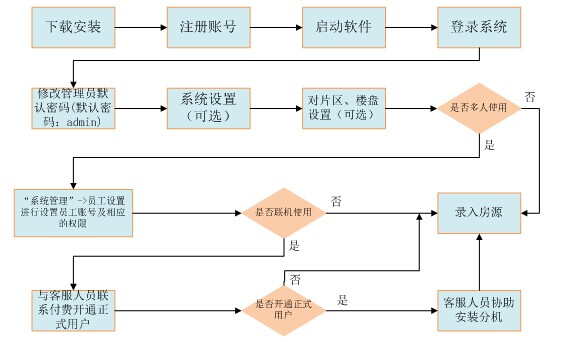 下载安装
注册账号
启动软件
登录系统
修改管理员默
认密码(默认密
码：admin)
系统设置
（可选）
对片区、楼盘
设置（可选）
是否多人使用
否
是
“系统管理”->员工设置
进行设置员工账号及相应
的权限
是否联机使用
否
录入房源
是
与客服人员联
系付费开通正
式用户
否
是否开通正式
用户
是
客服人员协助
安装分机